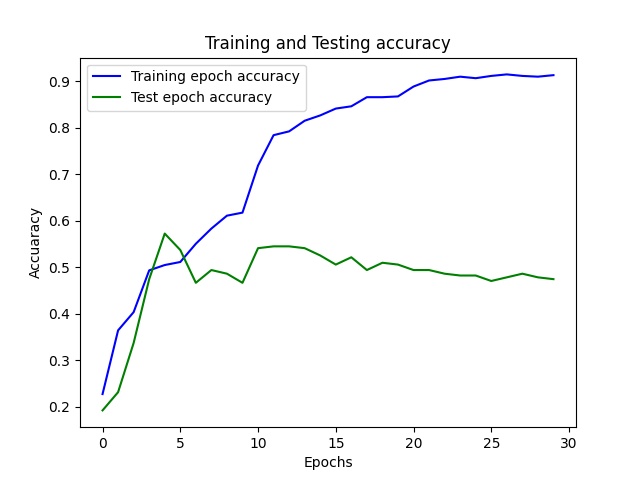 Training and Testing accuracy
Training epoch accuracy
Test epoch accuracy
0.9
0.8
0.7
0.6
0.5
0.4
0.3
0.2
Accuaracy
0 5 10 15 20 25 30
Epochs